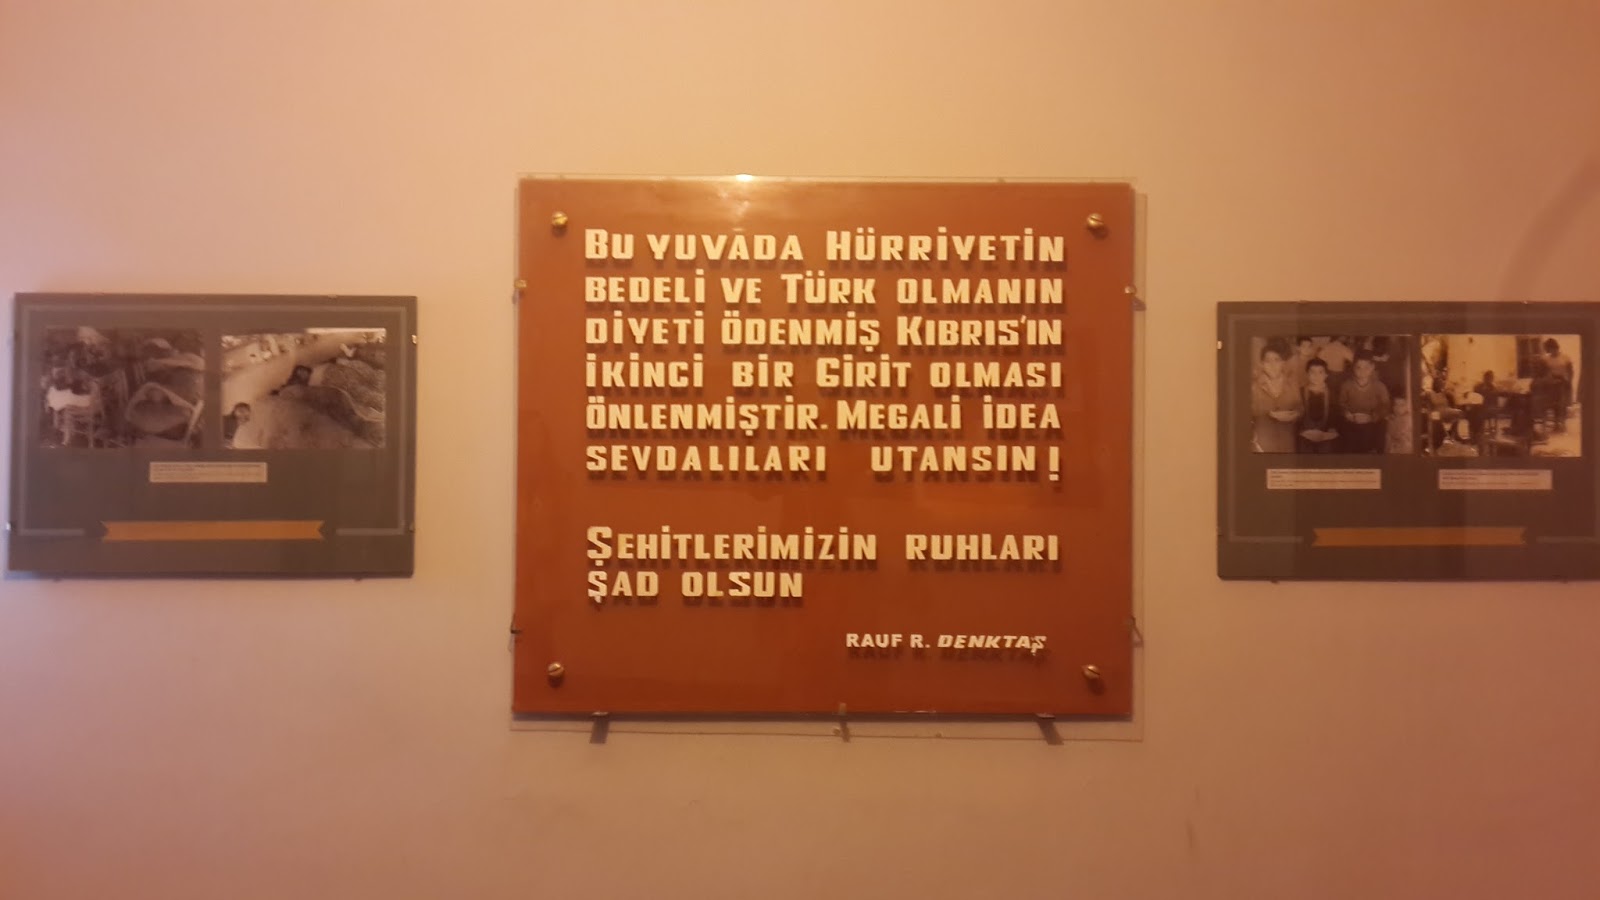 BU YUVADA HÜRRİYETİN
BEDELİ VE TÜRK OLMANIN
DİYETİ ÖDENMİŞ KIBRIS'IN
İKİNCİ BİR GİRİT OLMASI
ÖNLENMİŞTİR. MEGALİ İDEA
SEVDALILARI UTANSIN!
ŞEHİTLERİMİZİN RUHLARI
ŞAD OLSUN
RAUF R. DENKTAŞ